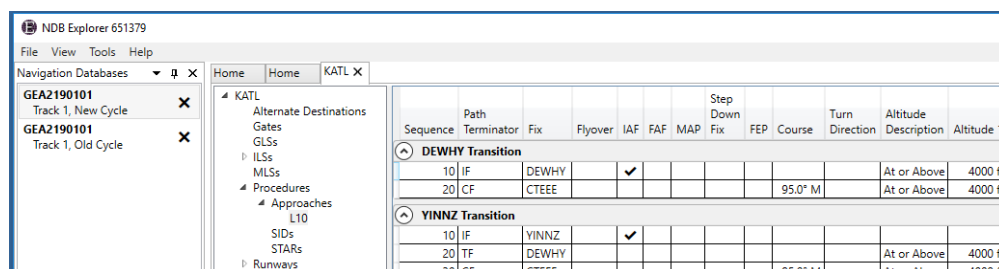 NDB Explorer 651379
File View Tools Help
Navigation Databases
GEA2190101
Track 1, New Cycle
GEA2190101
Track 1, Old Cycle
Home Home KATL
KATL
Alternate Destinations
Gates
GLSs
ILSs
MLSs
Procedures
Approaches
L10
SIDs
STARs
Runways
Sequence Path Terminator Fix Flyover IAF FAF MAP Step Down Fix FEP Course Turn Direction Altitude Description Altitude
DEWHY Transition
10 IF DEWHY ✔ At or Above 4000 f
20 CF CTEEE 95.0° M At or Above 4000 f
YINNZ Transition
10 IF YINNZ ✔
20 TF DEWHY At or Above 4000 f